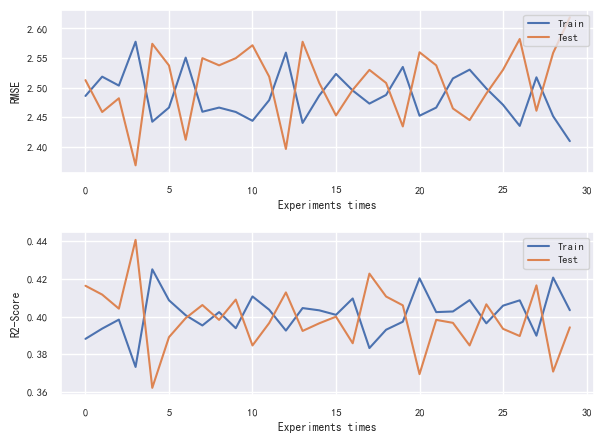 2.60
2.55
2.50
2.45
2.40
RMSE
Train
Test
0 5 10 15 20 25 30
Experiments times
0.44
0.42
0.40
0.38
0.36
R2-Score
Train
Test
0 5 10 15 20 25 30
Experiments times